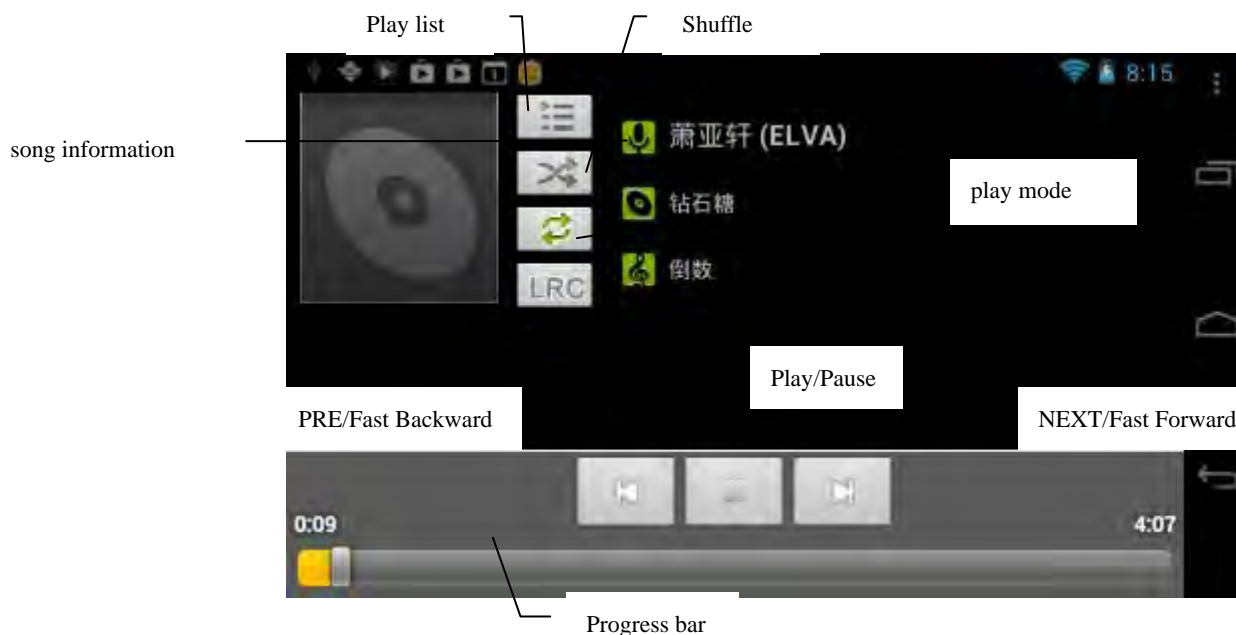 Play list
Shuffle
8:15
song information
萧亚轩 (ELVA)
play mode
钻石糖
LRC
倒数
Play/Pause
PRE/Fast Backward
NEXT/Fast Forward
0:09
4:07
Progress bar